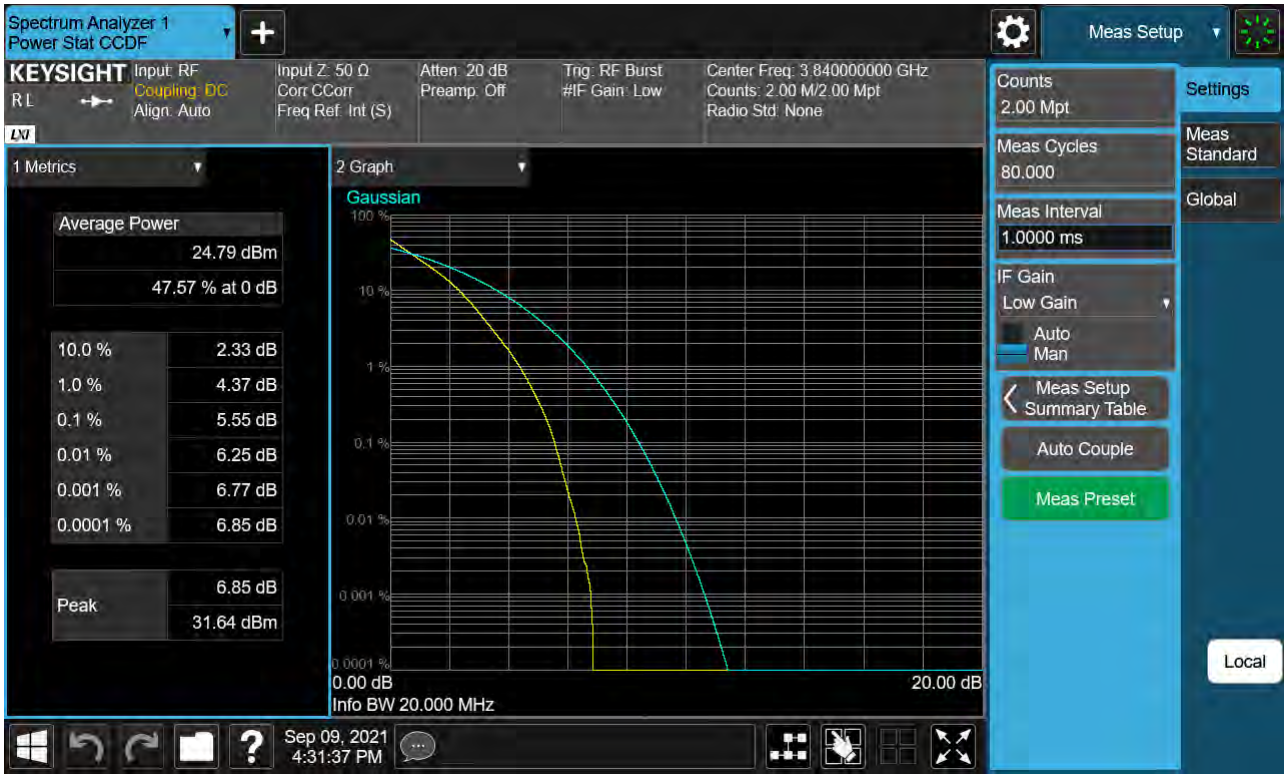 Spectrum Analyzer 1
Power Stat CCDF
+
Meas Setup
KEYSIGHT
RL
LXI
Input: RF
Coupling: DC
Align: Auto
Input Z: 50 Ω
Corr CCorr
Freq Ref: Int (S)
Atten: 20 dB
Preamp: Off
Trig: RF Burst
#IF Gain: Low
Center Freq: 3.840000000 GHz
Counts: 2.00 M/2.00 Mpt
Radio Std: None
1 Metrics
Average Power
24.79 dBm
47.57 % at 0 dB
10.0 % 2.33 dB
1.0 % 4.37 dB
0.1 % 5.55 dB
0.01 % 6.25 dB
0.001 % 6.77 dB
0.0001 % 6.85 dB
Peak
6.85 dB
31.64 dBm
2 Graph
Gaussian
100 %
10 %
1 %
0.1 %
0.01 %
0.001 %
0.0001 %
0.00 dB 20.00 dB
Info BW 20.000 MHz
Counts
2.00 Mpt
Meas Cycles
80.000
Meas Interval
1.0000 ms
IF Gain
Low Gain
Auto
Man
Meas Setup
Summary Table
Auto Couple
Meas Preset
Settings
Meas
Standard
Global
Local
?
Sep 09, 2021
4:31:37 PM